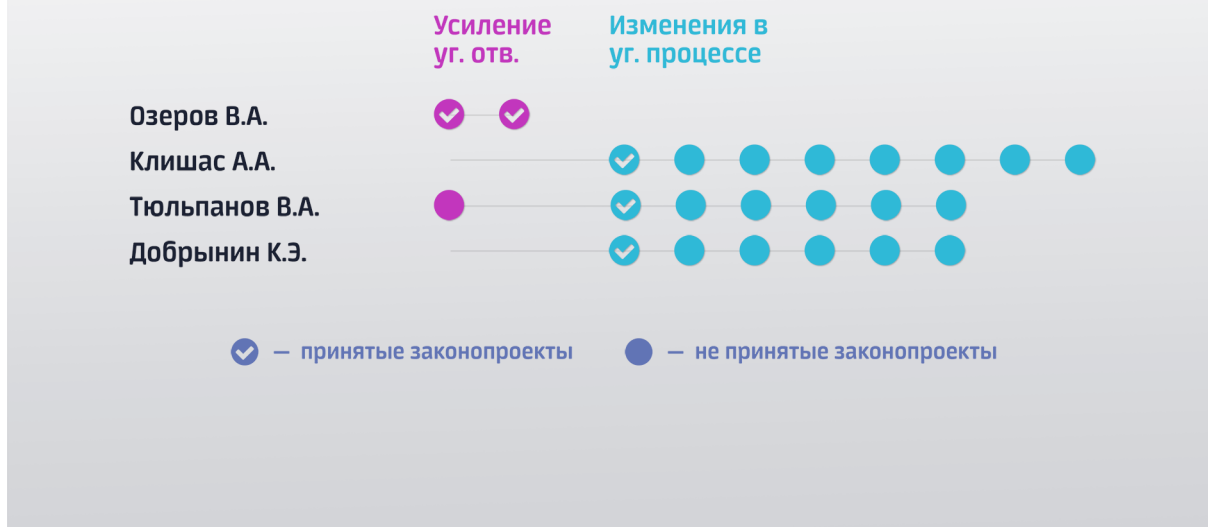 Усиление Изменения в
уг. отв. уг. процессе
Озеров В.А.
Клишас А.А.
Тюльпанов В.А.
Добрынин К.Э.
— принятые законопроекты — не принятые законопроекты